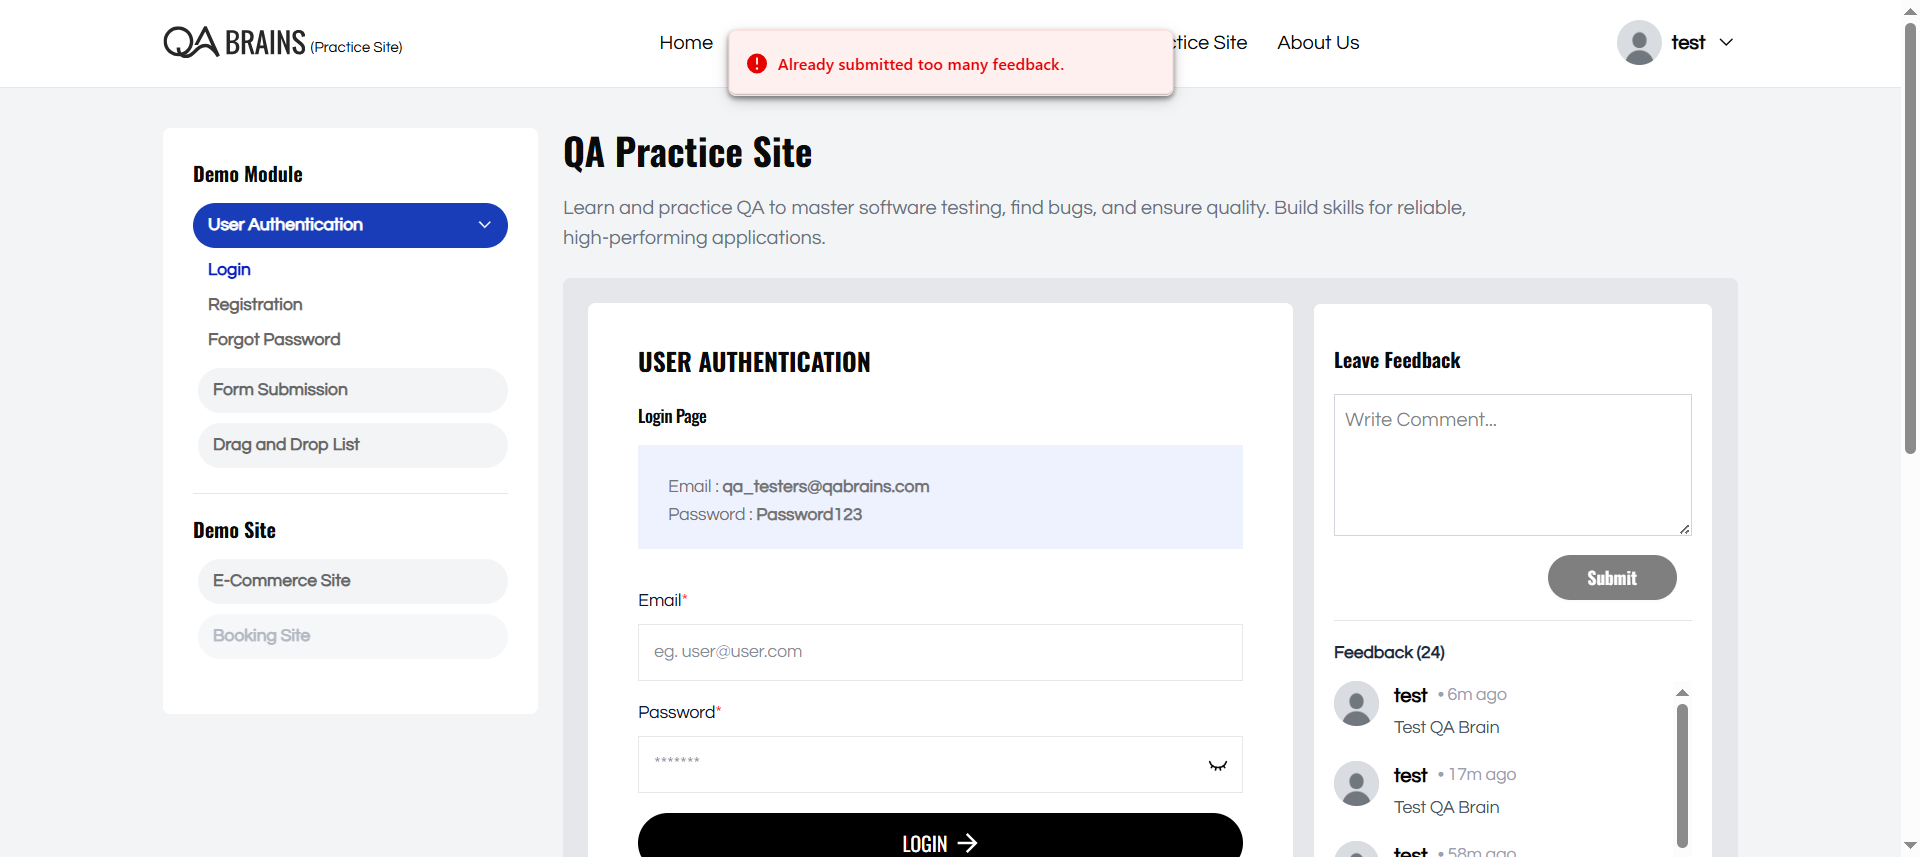 QA BRAINS (Practice Site)
Home
ctice Site
About Us
test
Already submitted too many feedback.
Demo Module
User Authentication
Login
Registration
Forgot Password
Form Submission
Drag and Drop List
Demo Site
E-Commerce Site
Booking Site
QA Practice Site
Learn and practice QA to master software testing, find bugs, and ensure quality. Build skills for reliable,
high-performing applications.
USER AUTHENTICATION
Login Page
Email : qa_testers@qabrains.com
Password : Password123
Email*
eg. user@user.com
Password*
*******
LOGIN
Leave Feedback
Write Comment...
Submit
Feedback (24)
test • 6m ago
Test QA Brain
test • 17m ago
Test QA Brain
test • 58m ago